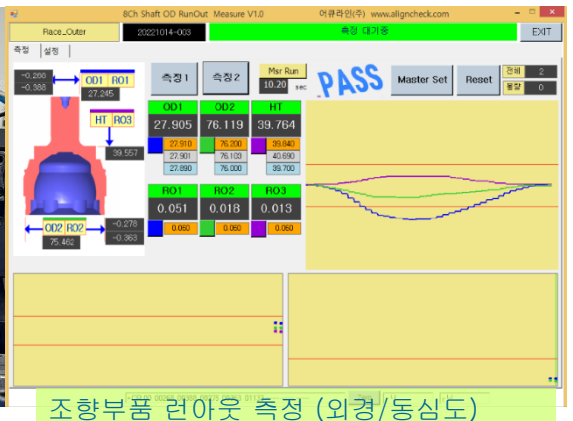 8Ch Shaft OD RunOut Measure V1.0 어큐라인(주) www.aligncheck.com
Race_Outer 20221014-003 측정 대기중 EXIT
측정 설정
-0.266
-0.386
OD1 RO1
27.245
HT RO3
39.557
OD2 RO2
75.462
-0.278
-0.363
측정1 측정2 Msr Run 10.20 sec PASS Master Set Reset 전체 2
불량 0
OD1 OD2 HT
27.905 76.119 39.764
27.910 76.200 39.840
27.901 76.103 40.690
27.890 76.000 39.700
RO1 RO2 RO3
0.051 0.018 0.013
0.060 0.060 0.060
조향부품 런아웃 측정 (외경/동심도)